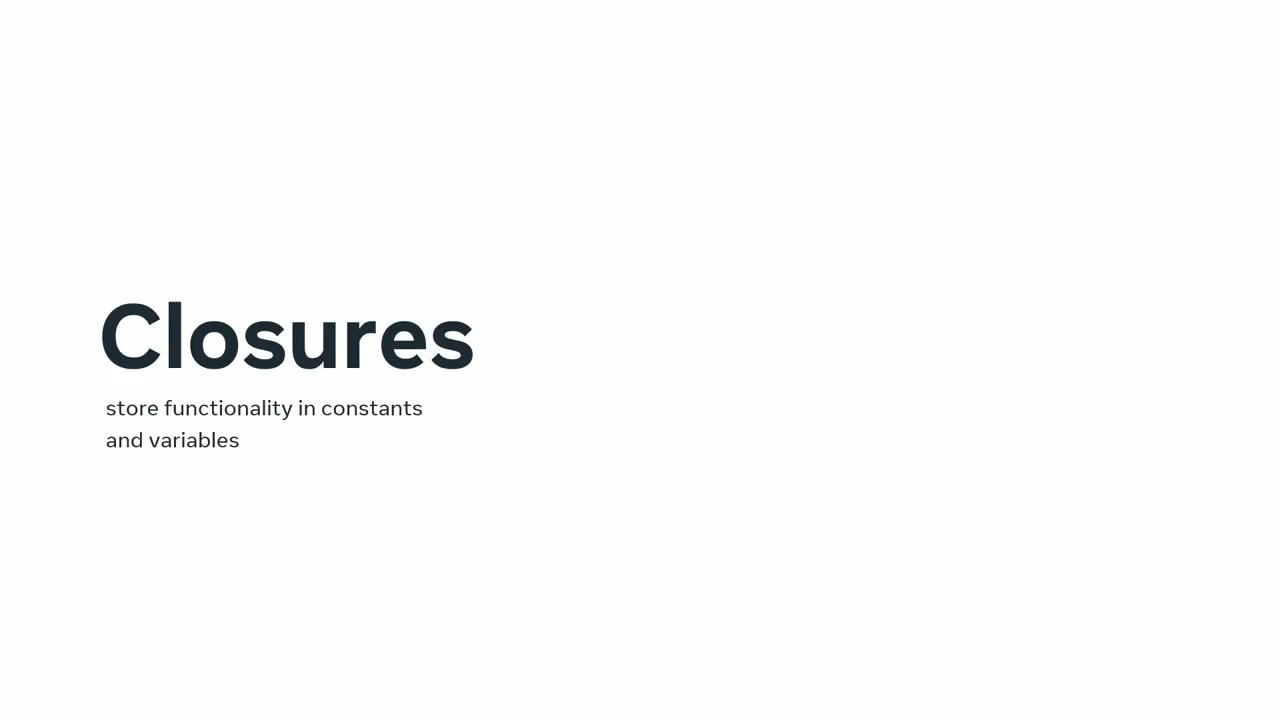 Closures
store functionality in constants
and variables